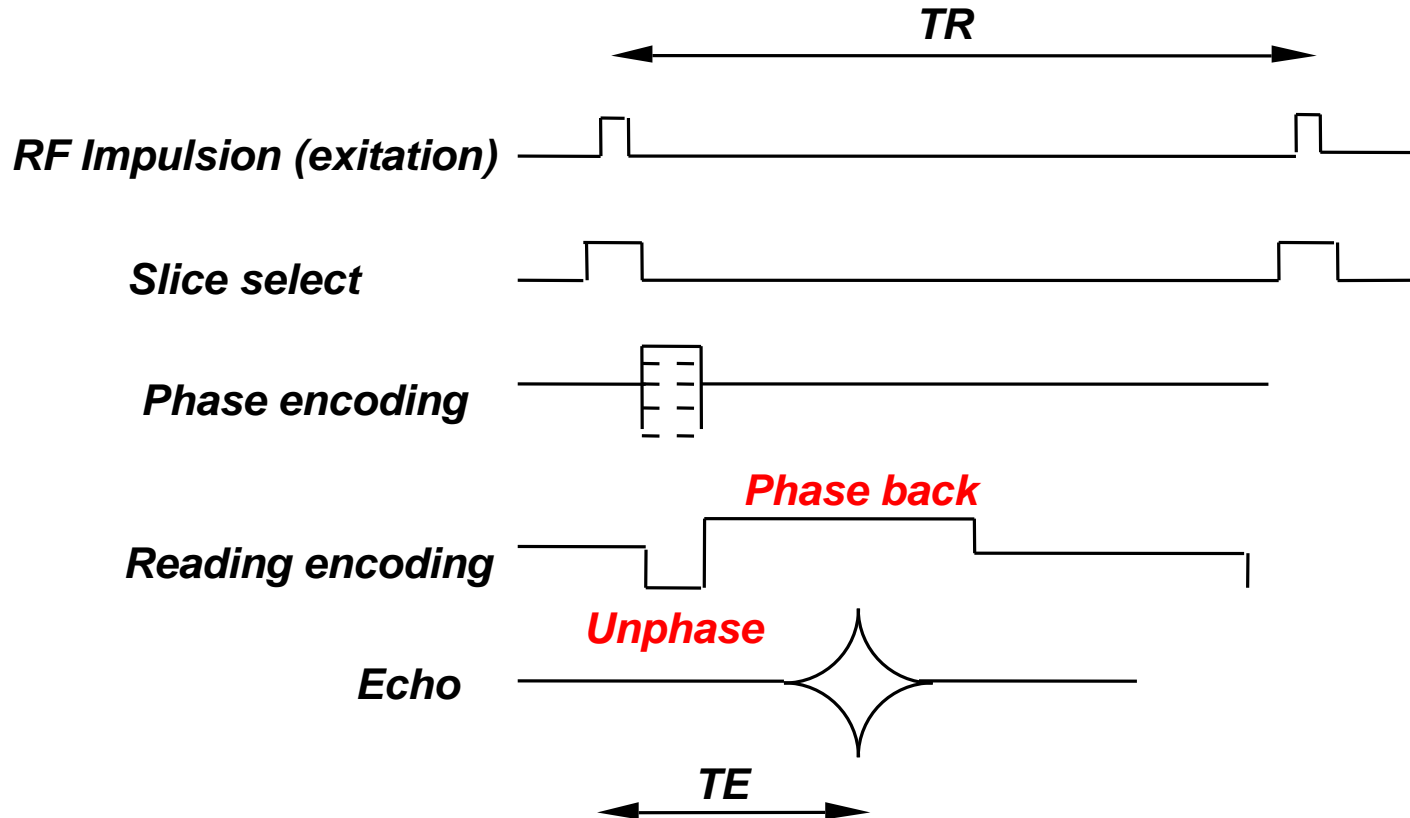 TR
RF Impulsion (exitation)
Slice select
Phase encoding
Phase back
Reading encoding
Unphase
Echo
TE